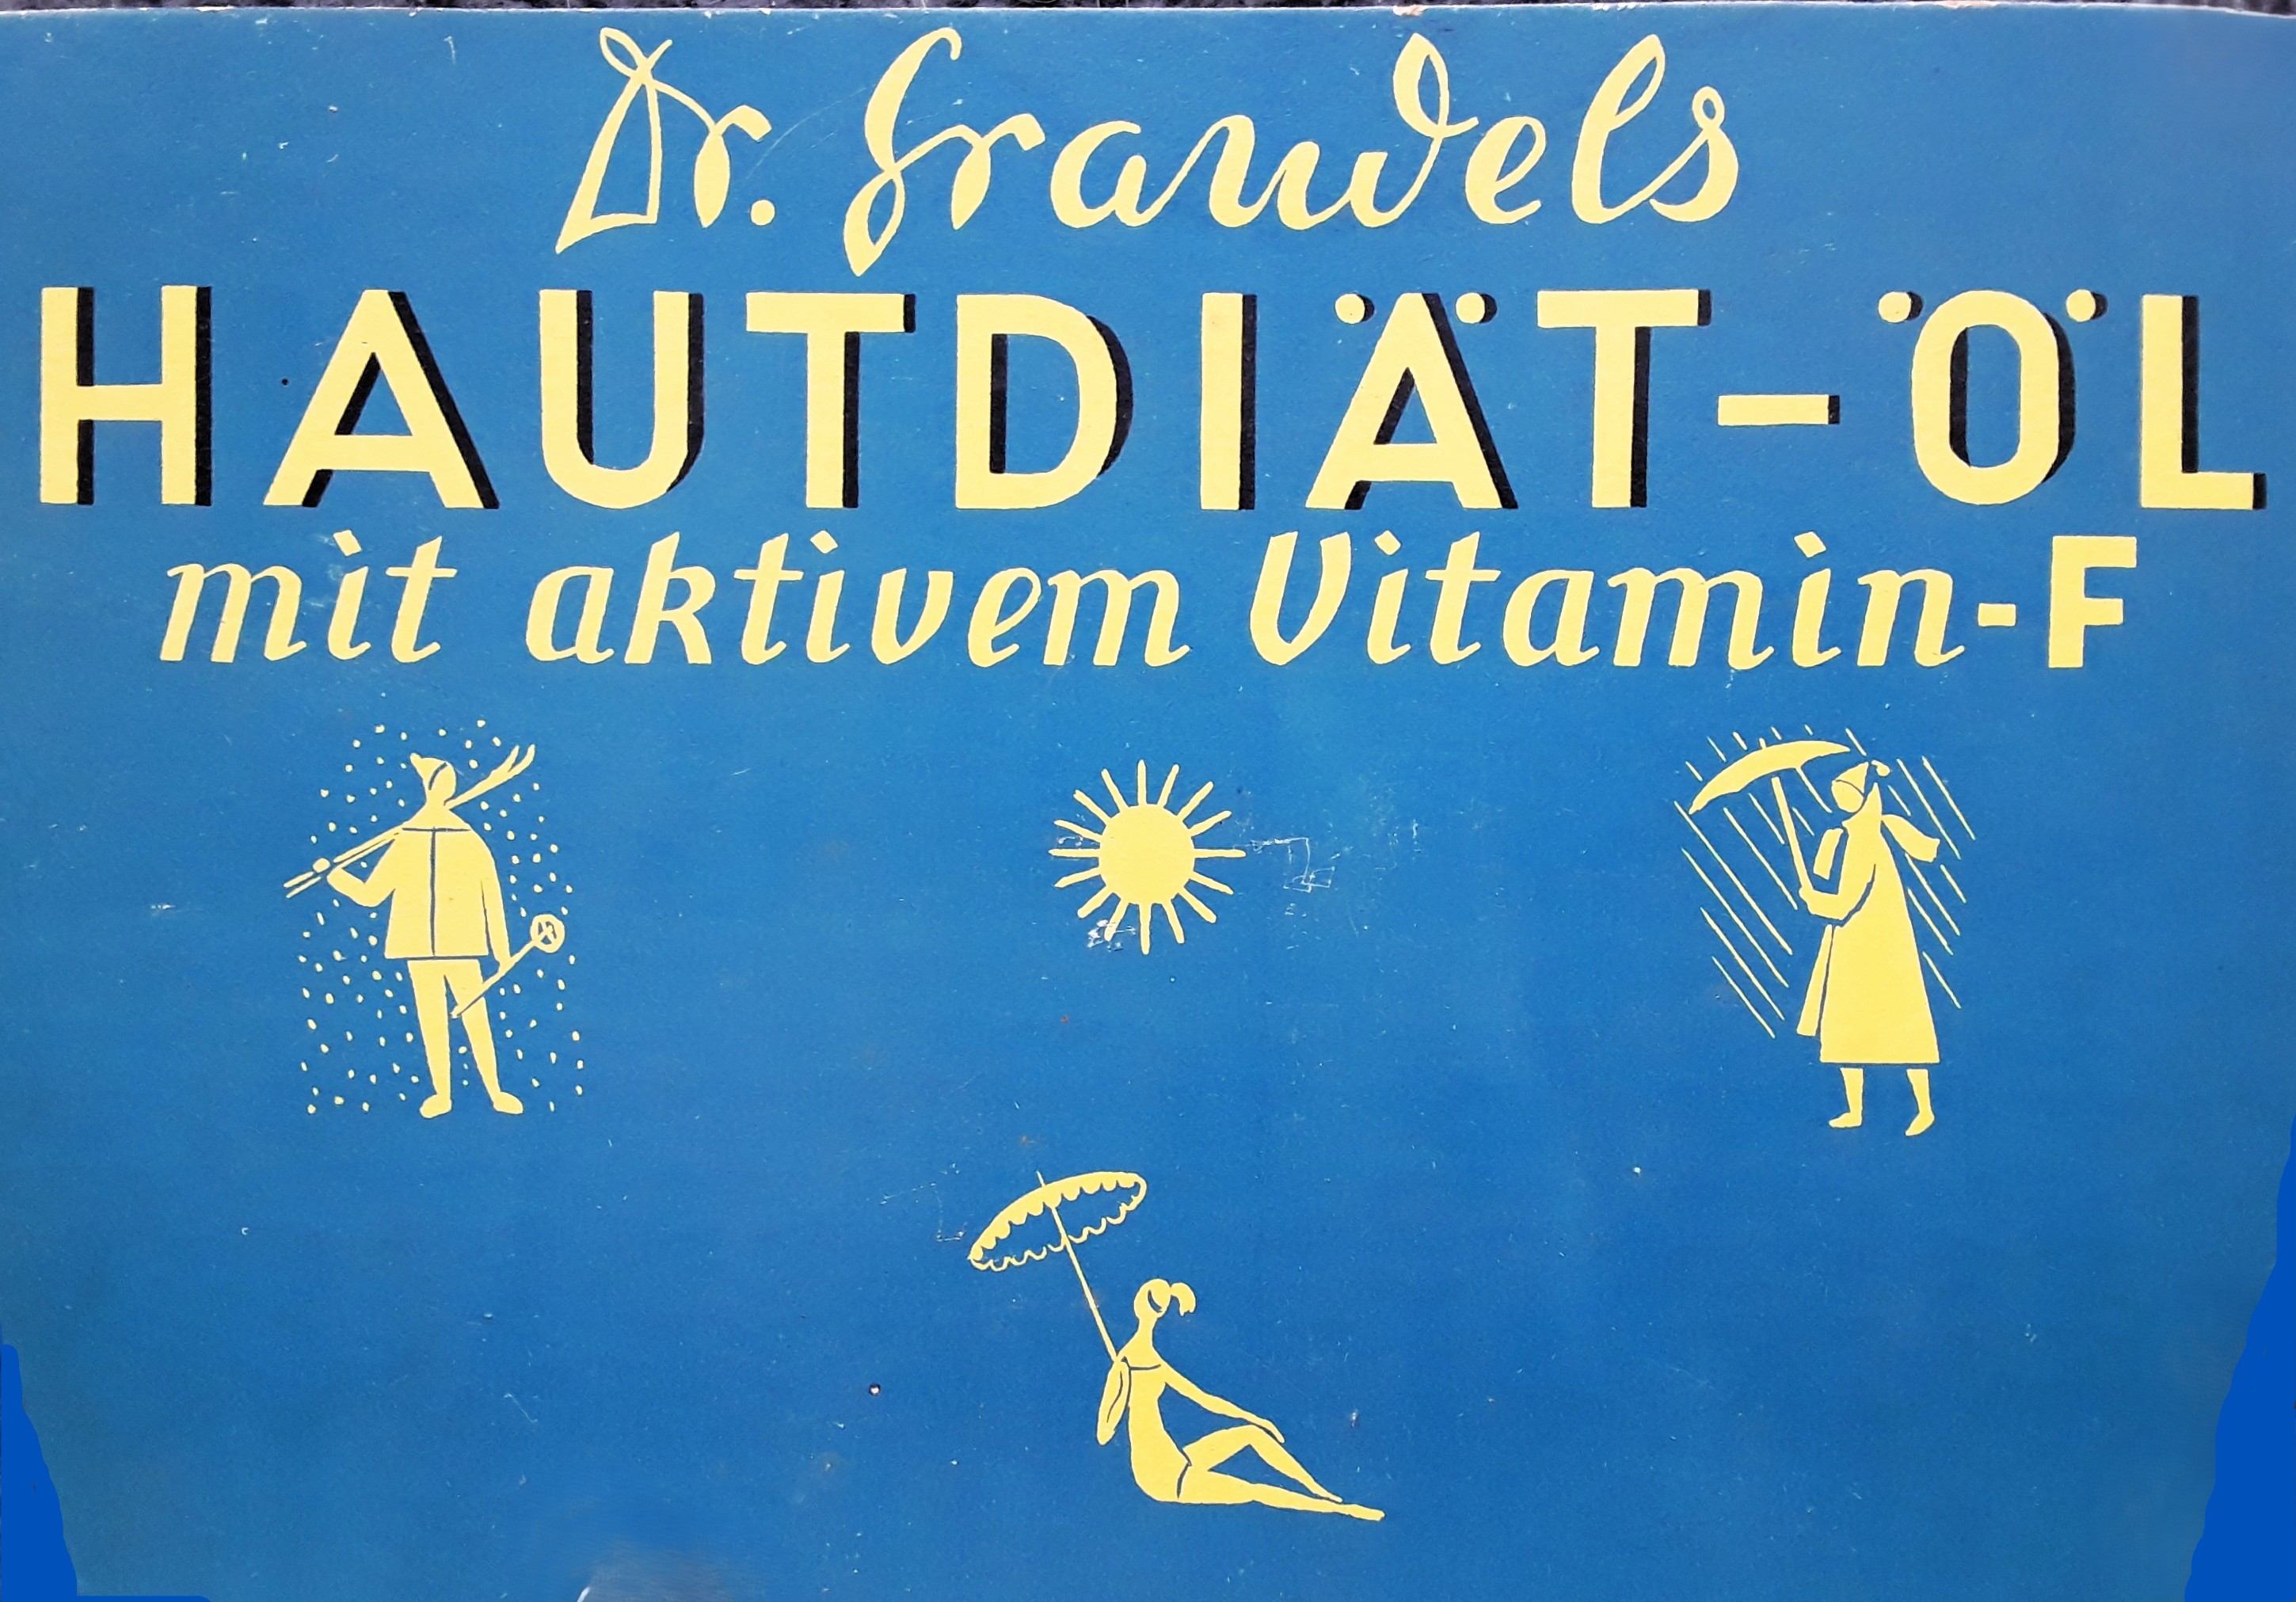 Dr. Grandels
HAUTDIÄT-ÖL
mit aktivem Vitamin-F